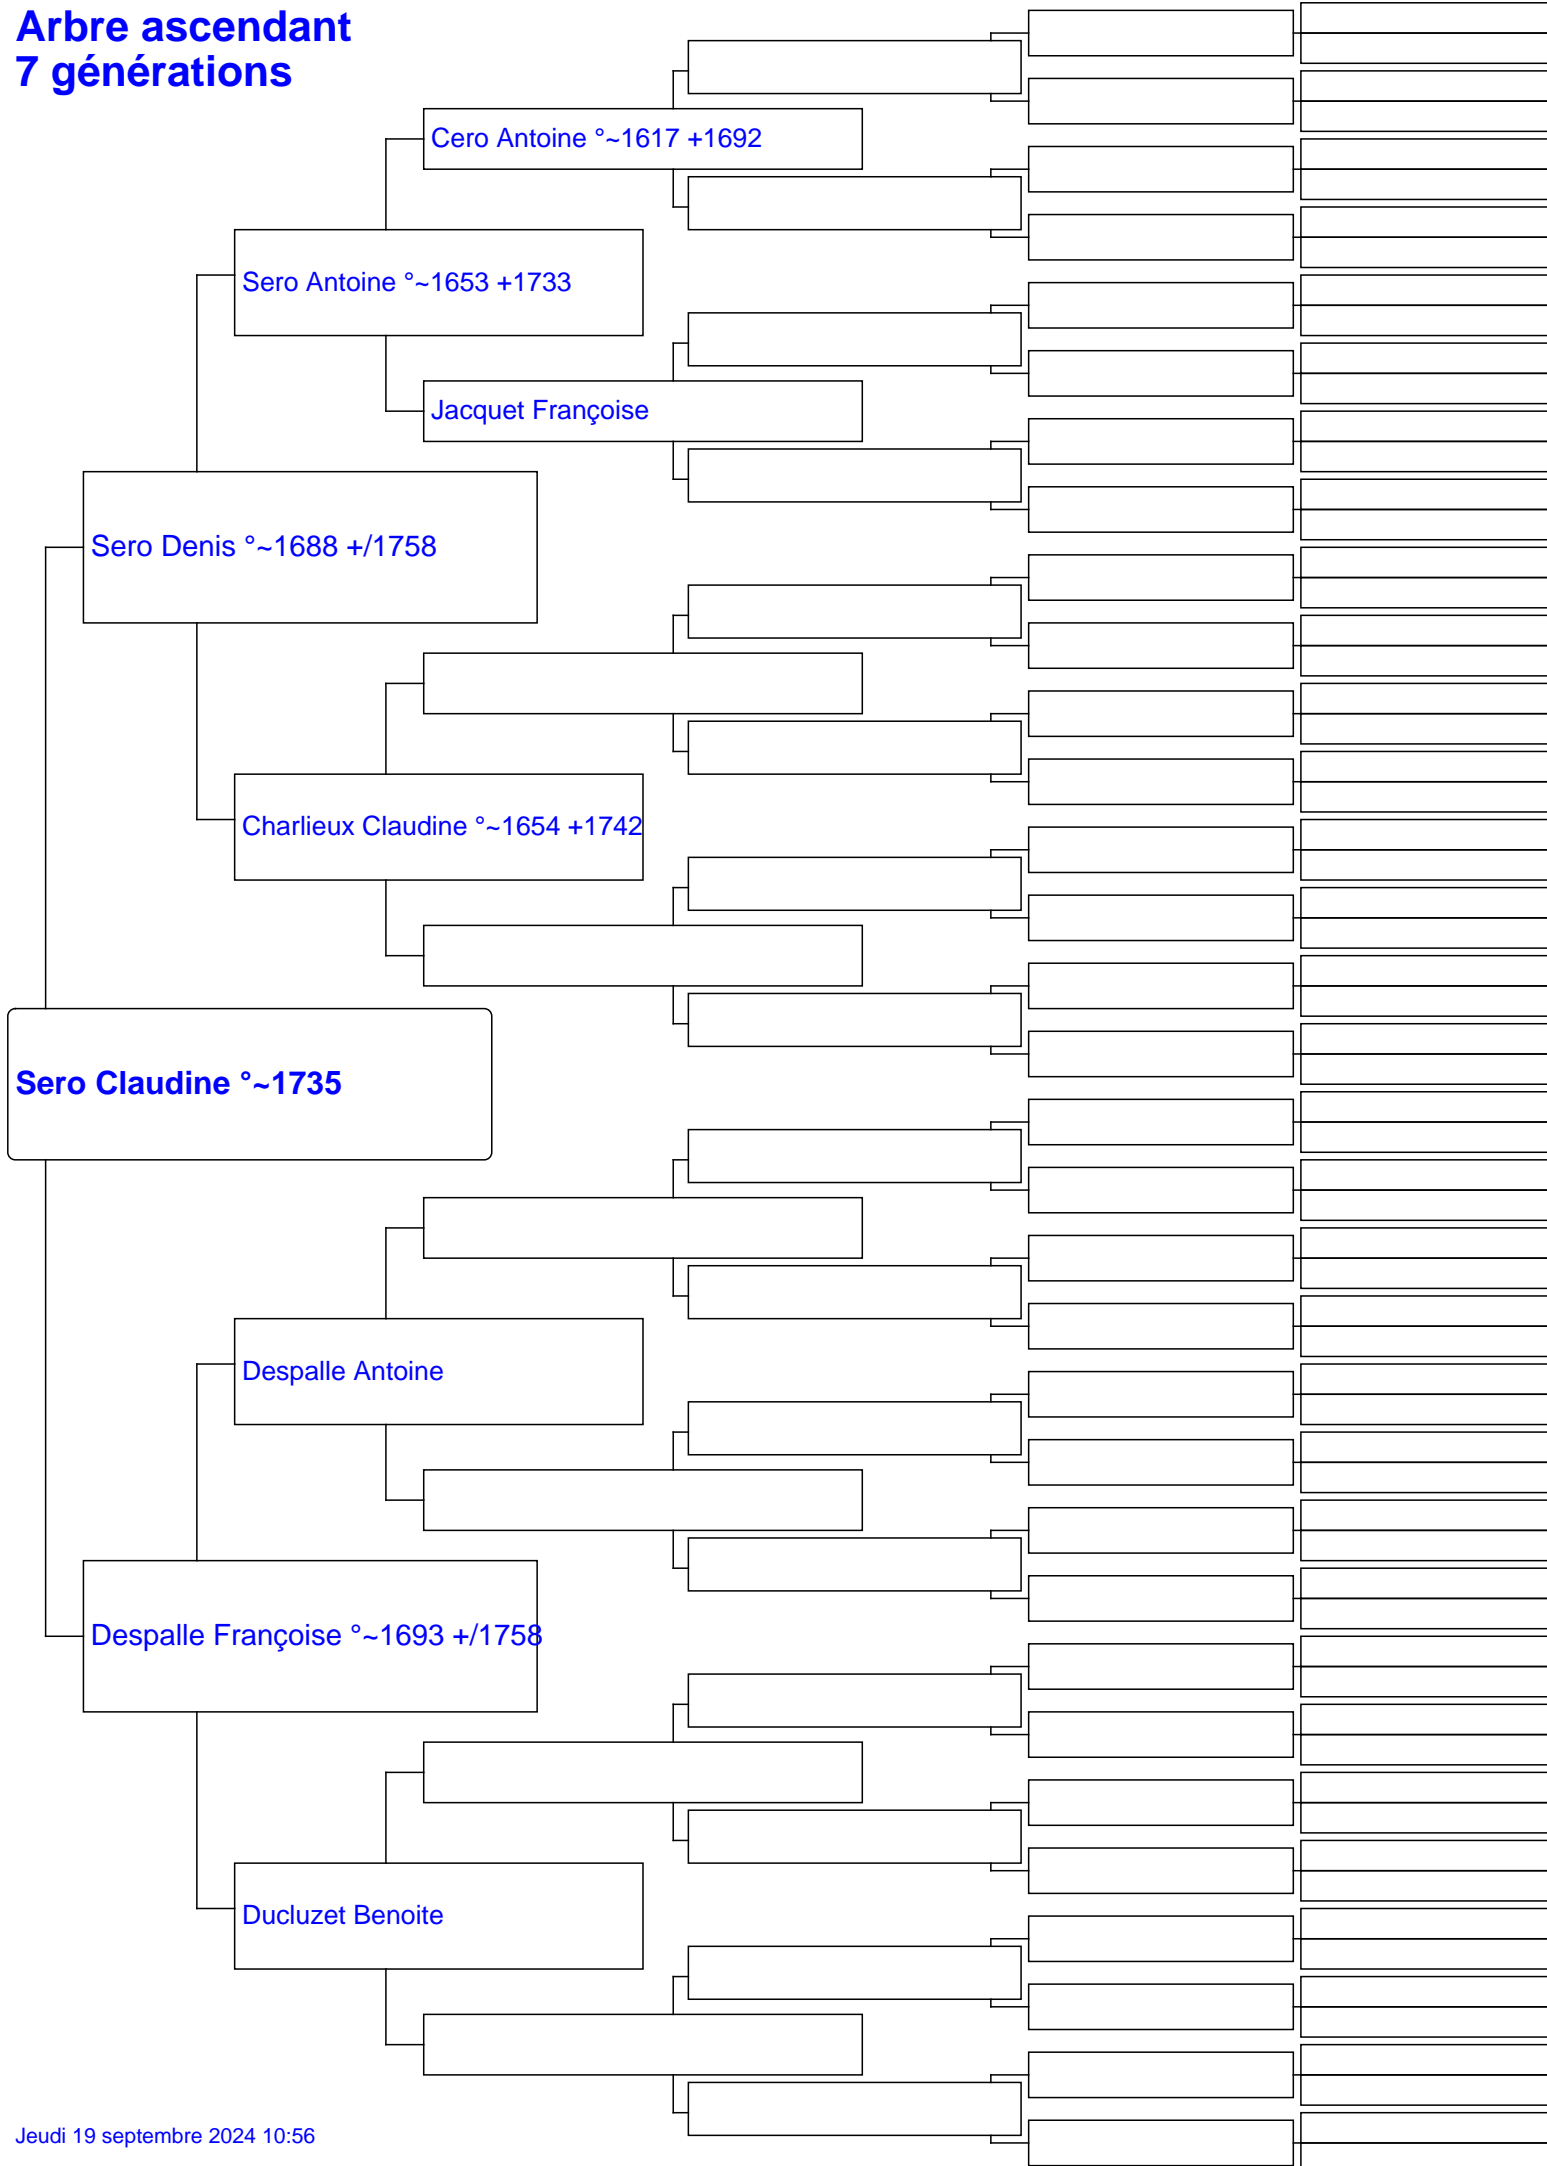 Arbre ascendant
7 générations
Cero Antoine °~1617 +1692
Sero Antoine °~1653 +1733
Jacquet Françoise
Sero Denis °~1688 +/1758
Charlieux Claudine °~1654 +1742
Sero Claudine °~1735
Despalle Antoine
Despalle Françoise °~1693 +/1758
Ducluzet Benoite
Jeudi 19 septembre 2024 10:56